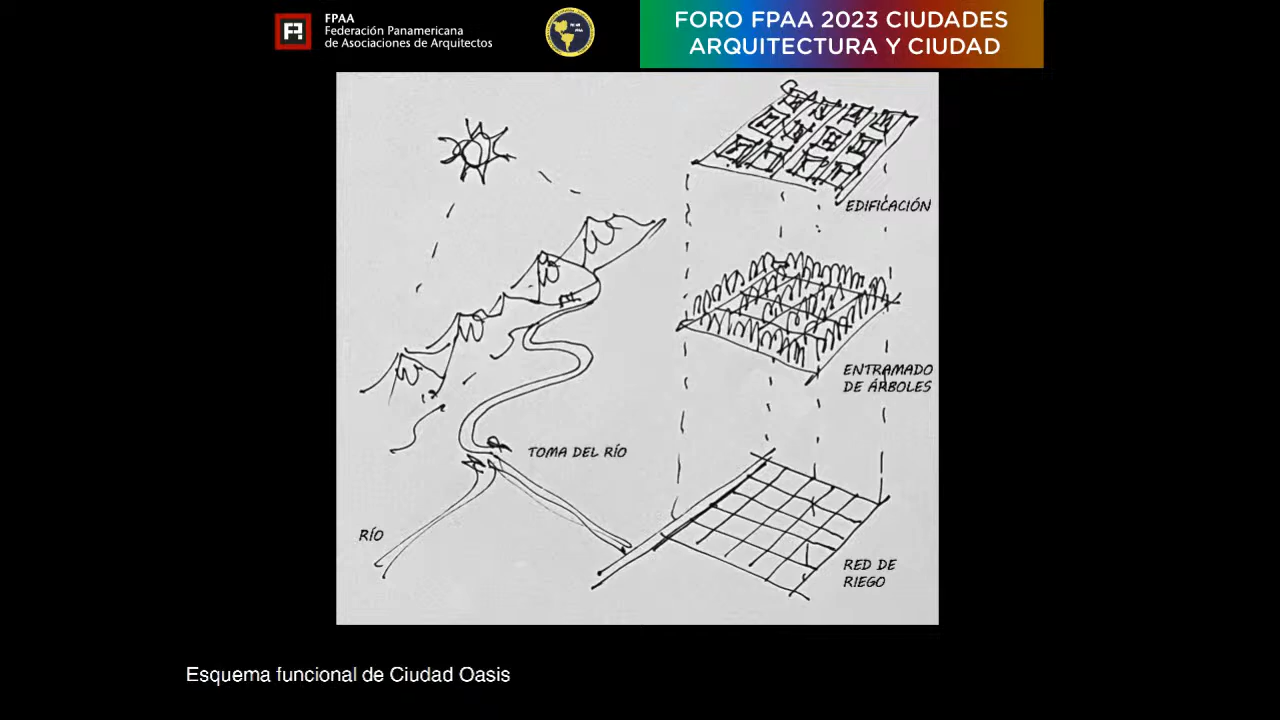 FPAA
Federación Panamericana
de Asociaciones de Arquitectos
FORO FPAA 2023 CIUDADES
ARQUITECTURA Y CIUDAD
EDIFICACIÓN
ENTRAMADO
DE ÁRBOLES
TOMA DEL RÍO
RÍO
RED DE
RIEGO
Esquema funcional de Ciudad Oasis